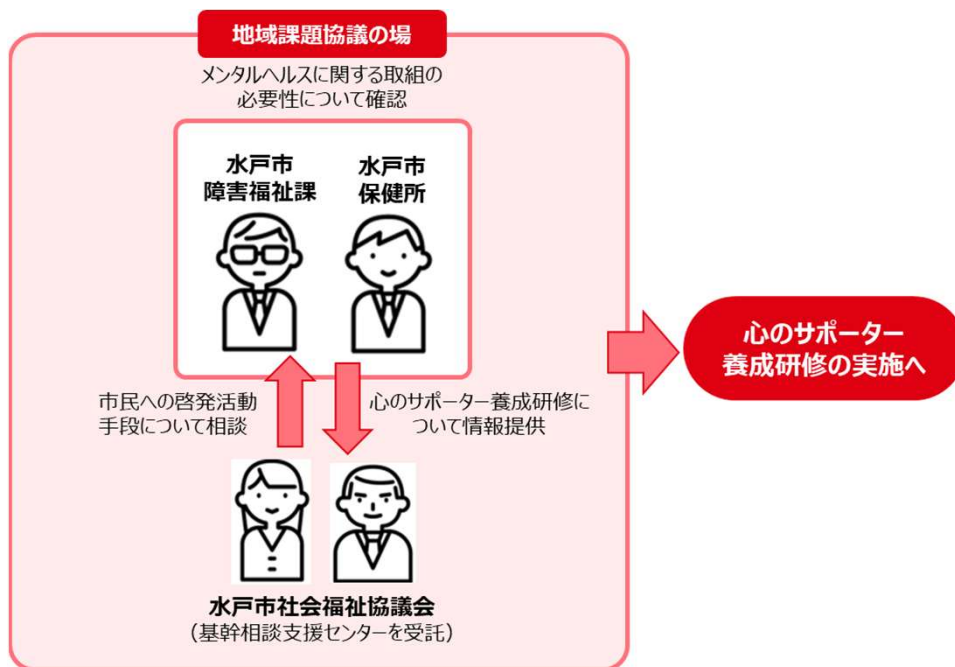 地域課題協議の場
メンタルヘルスに関する取組の
必要性について確認
水戸市
障害福祉課
水戸市
保健所
市民への啓発活動
手段について相談
心のサポーター養成研修に
ついて情報提供
水戸市社会福祉協議会
（基幹相談支援センターを受託）
心のサポーター
養成研修の実施へ